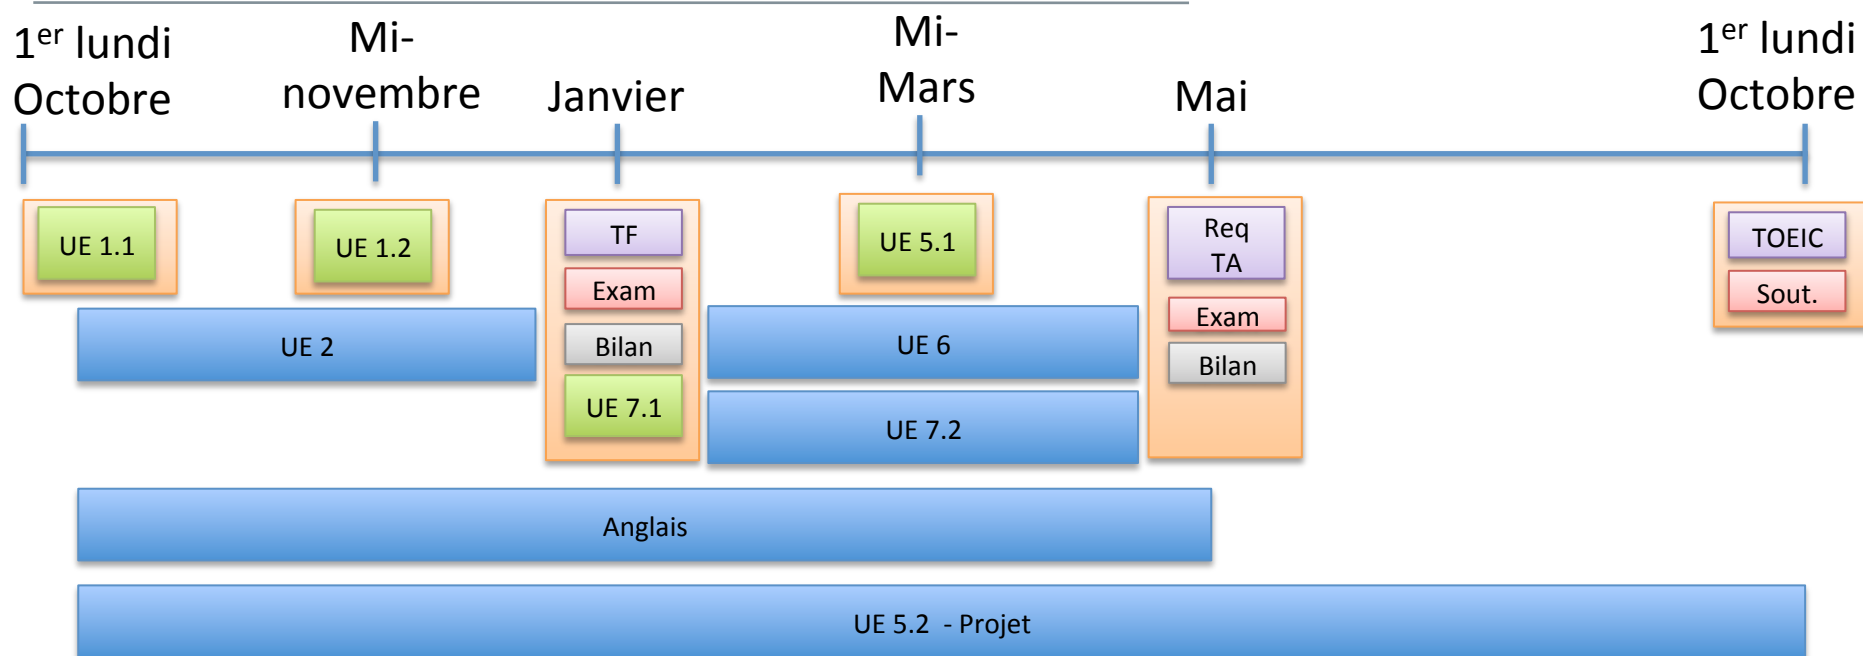 1er lundi
Octobre
Mi-
novembre
Janvier
Mi-
Mars
Mai
1er lundi
Octobre
UE 1.1
UE 1.2
TF
Exam
Bilan
UE 7.1
UE 5.1
Req
TA
Exam
Bilan
TOEIC
Sout.
UE 2
UE 6
UE 7.2
Anglais
UE 5.2 - Projet